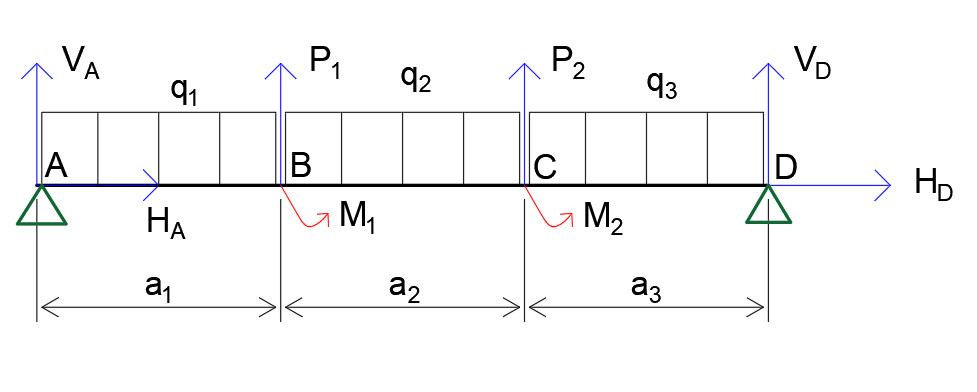 V_A P_1 P_2 V_D
q_1 q_2 q_3
A B C D
H_A M_1 M_2 H_D
a_1 a_2 a_3